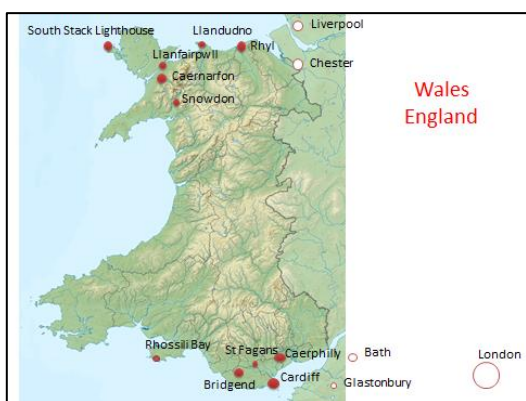 South Stack Lighthouse
Llandudno
Liverpool
Rhyl
Llanfairpwll
Chester
Caernarfon
Snowdon
Wales
England
Rhossili Bay
St Fagans
Caerphilly
Bath
London
Bridgend
Cardiff
Glastonbury